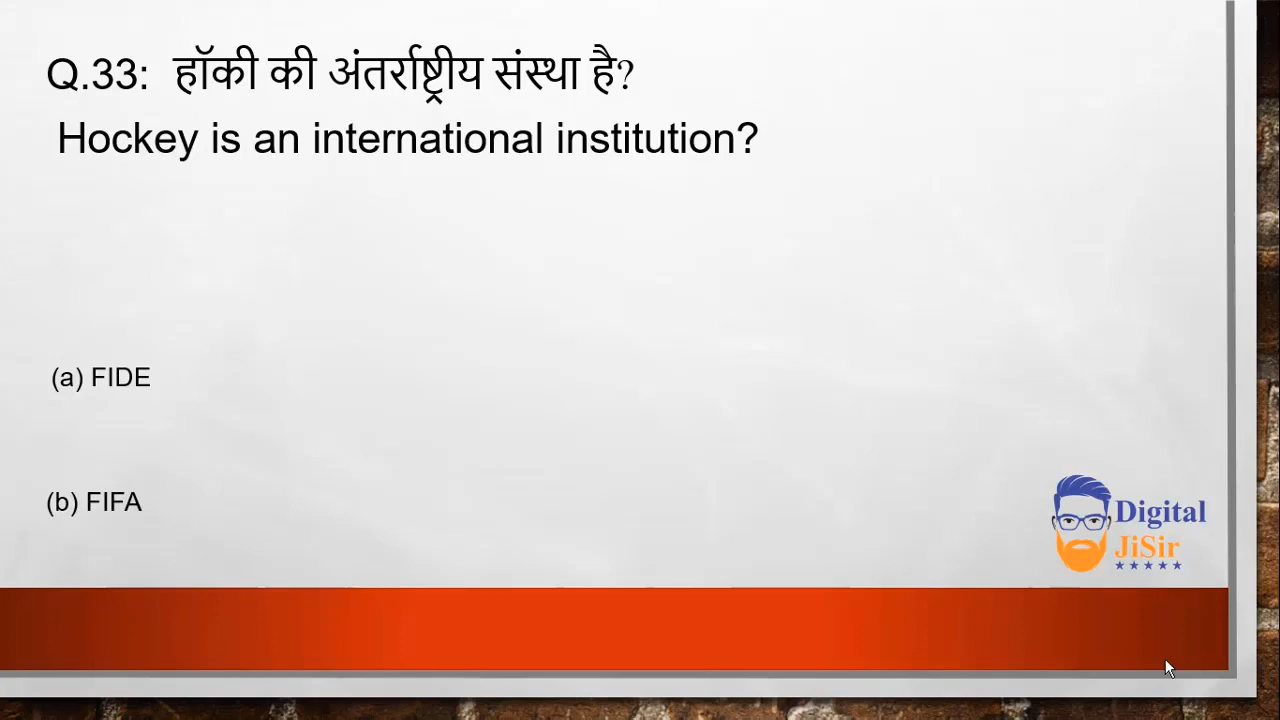 Q.33: हॉकी की अंतर्राष्ट्रीय संस्था है?
Hockey is an international institution?
(a) FIDE
(b) FIFA
Digital
JiSir